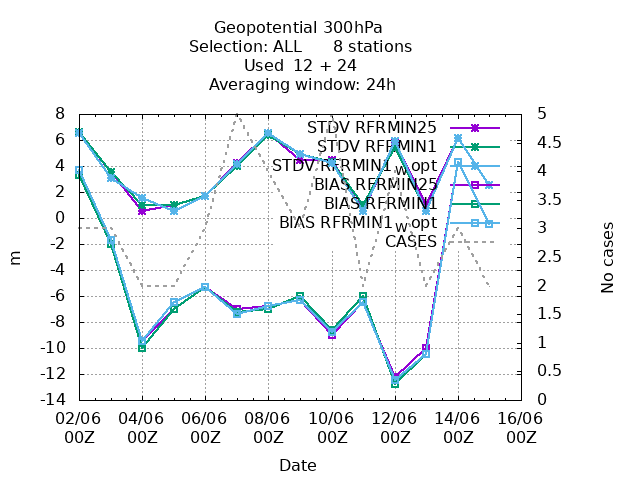 Geopotential 300hPa
Selection: ALL 8 stations
Used 12 + 24
Averaging window: 24h
STDV RFRMIN25
STDV RFRMIN1
STDV RFRMIN1_w opt
BIAS RFRMIN25
BIAS RFRMIN1
BIAS RFRMIN1_w opt
CASES
8
6
4
2
0
-2
-4
-6
-8
-10
-12
-14
m
5
4.5
4
3.5
3
2.5
2
1.5
1
0.5
0
No cases
02/06 04/06 06/06 08/06 10/06 12/06 14/06 16/06
00Z 00Z 00Z 00Z 00Z 00Z 00Z 00Z
Date